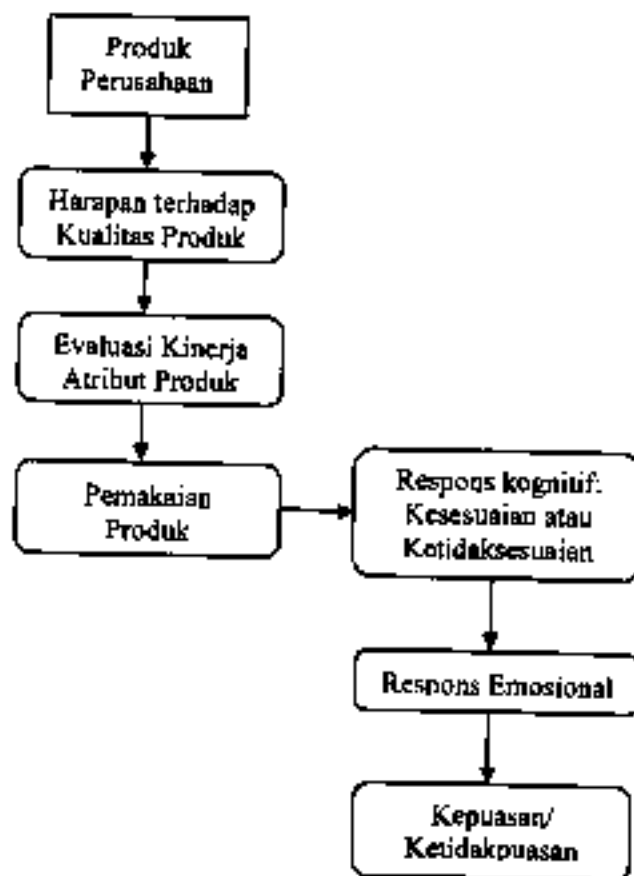 Produk
Perusahaan
Harapan terhadap
Kualitas Produk
Evaluasi Kinerja
Atribut Produk
Pemakaian
Produk
Respons kognitif:
Kesesuaian atau
Kotidaksesuaian
Respons Emosional
Kepuasan/
Ketidakpuasan